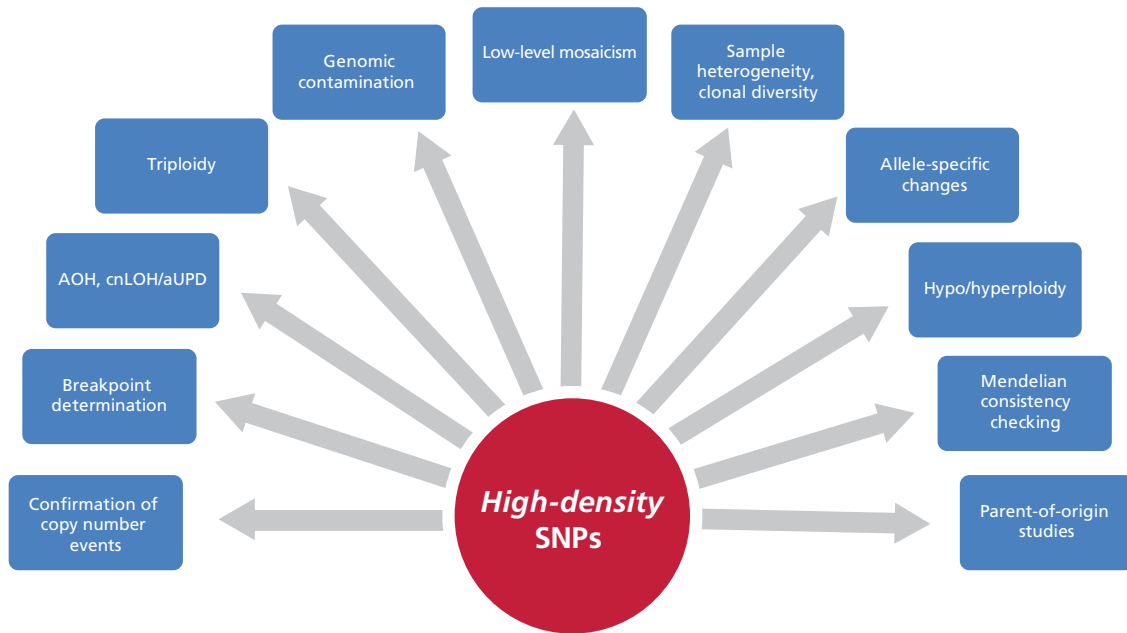 Low-level mosaicism
Genomic
contamination
Sample
heterogeneity,
clonal diversity
Triploidy
Allele-specific
changes
AOH, cnLOH/aUPD
Hypo/hyperploidy
Breakpoint
determination
Mendelian
consistency
checking
Confirmation of
copy number
events
High-density
SNPs
Parent-of-origin
studies